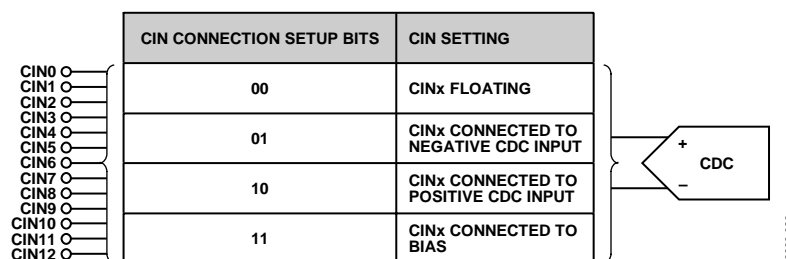 CIN CONNECTION SETUP BITS CIN SETTING
CIN0
CIN1
CIN2
CIN3
CIN4
CIN5
CIN6
CIN7
CIN8
CIN9
CIN10
CIN11
CIN12
00 CINx FLOATING
01 CINx CONNECTED TO
NEGATIVE CDC INPUT
10 CINx CONNECTED TO
POSITIVE CDC INPUT
11 CINx CONNECTED TO
BIAS
+
–
CDC